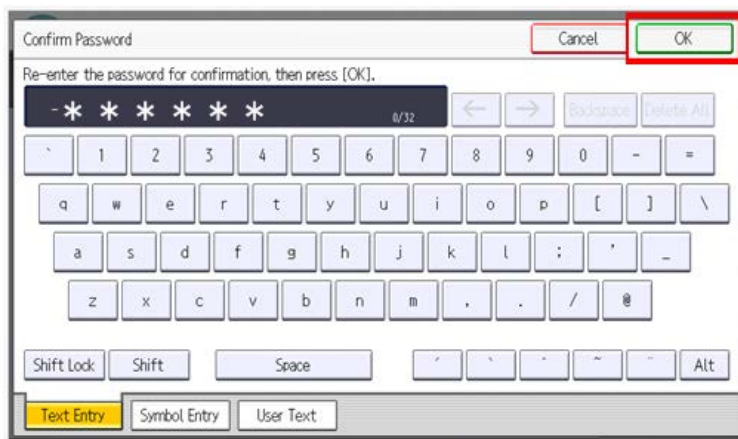 Confirm Password Cancel OK
Re-enter the password for confirmation, then press [OK].
-* * * * * * 0/32 ← → Backspace Delete All
` 1 2 3 4 5 6 7 8 9 0 - =
q w e r t y u i o p [ ] \
a s d f g h j k l ; ' _
z x c v b n m , . / @
Shift Lock Shift Space ´ ` ^ ~ ¨ Alt
Text Entry Symbol Entry User Text